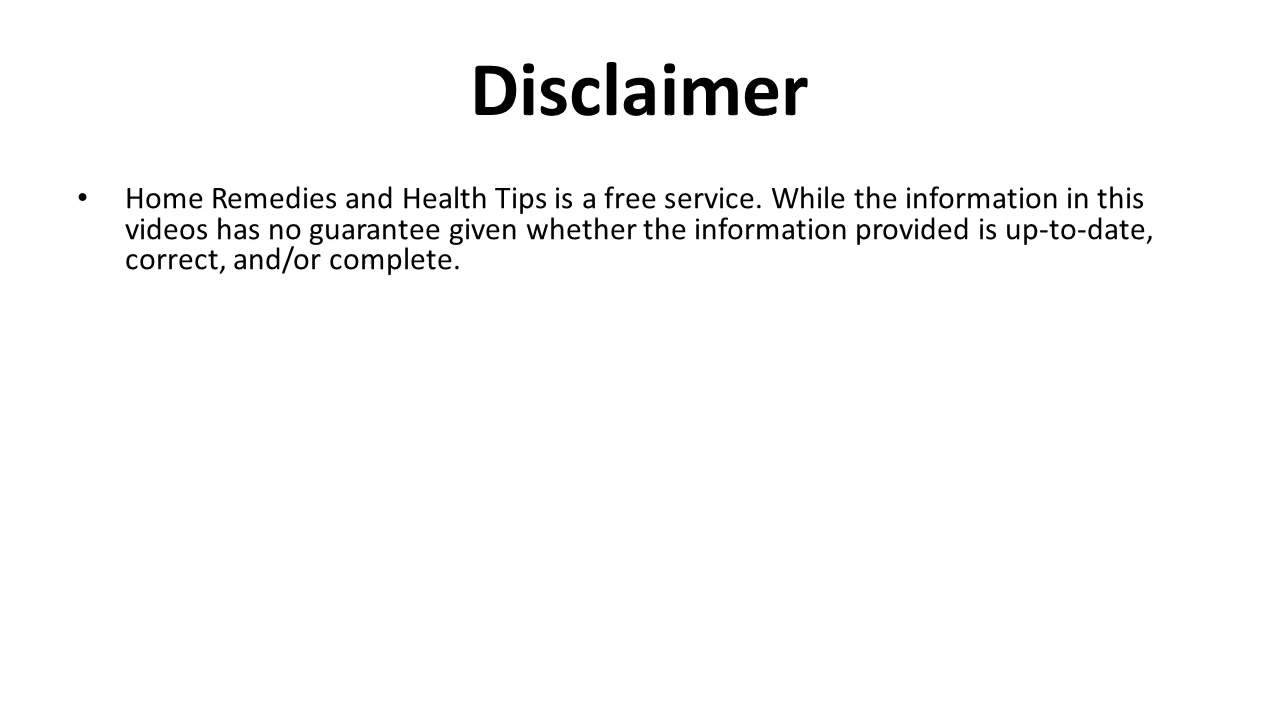 Disclaimer
• Home Remedies and Health Tips is a free service. While the information in this
videos has no guarantee given whether the information provided is up-to-date,
correct, and/or complete.